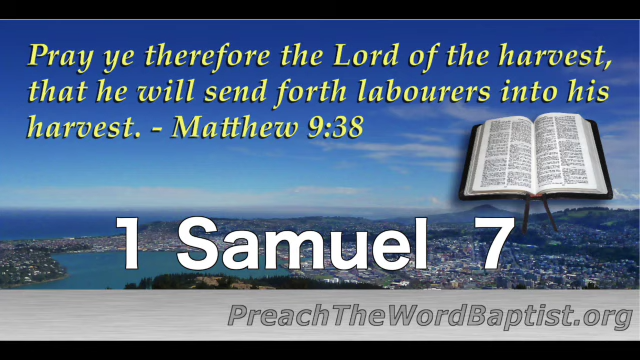 Pray ye therefore the Lord of the harvest,
that he will send forth labourers into his
harvest. - Matthew 9:38
1 Samuel 7
PreachTheWordBaptist.org